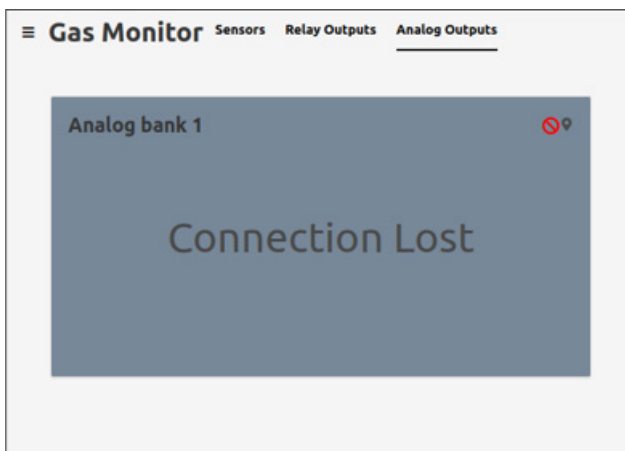 Gas Monitor Sensors Relay Outputs Analog Outputs
Analog bank 1
Connection Lost